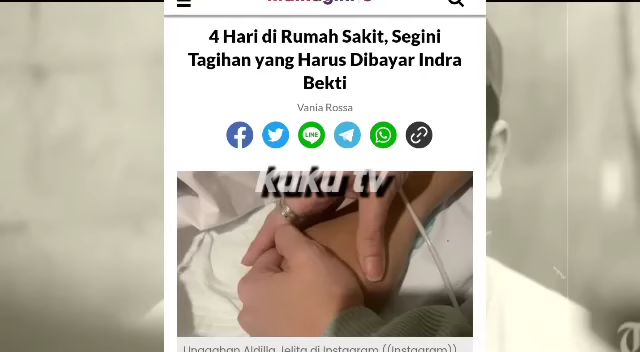 4 Hari di Rumah Sakit, Segini
Tagihan yang Harus Dibayar Indra
Bekti
Vania Rossa
LINE
kuku tv
Unggahan Aldilla Jelita di Instagram ((Instagram))